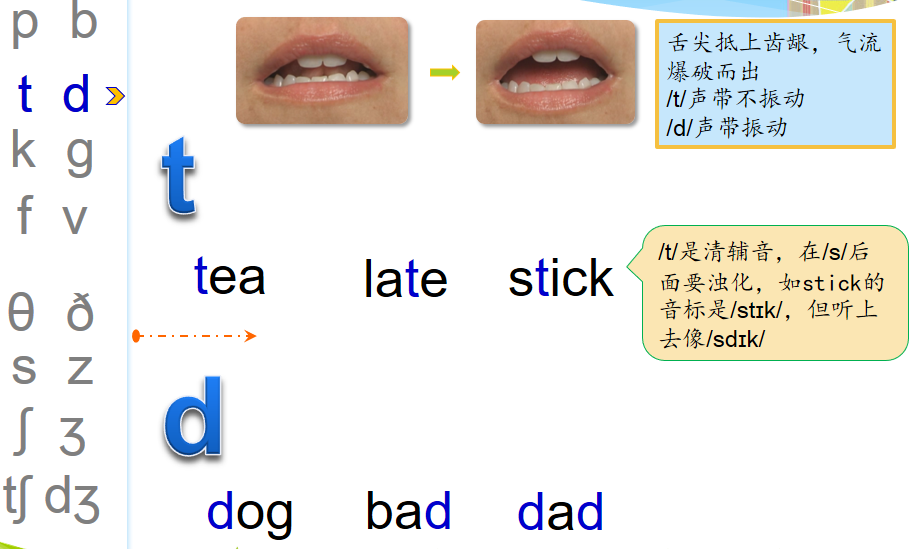 p b
t d
k g
f v
θ ð
s z
ʃ ʒ
tʃ dʒ
舌尖抵上齿龈，气流
爆破而出
/t/声带不振动
/d/声带振动
t
tea late stick
/t/是清辅音，在/s/后
面要浊化，如stick的
音标是/stɪk/，但听上
去像/sdɪk/
d
dog bad dad